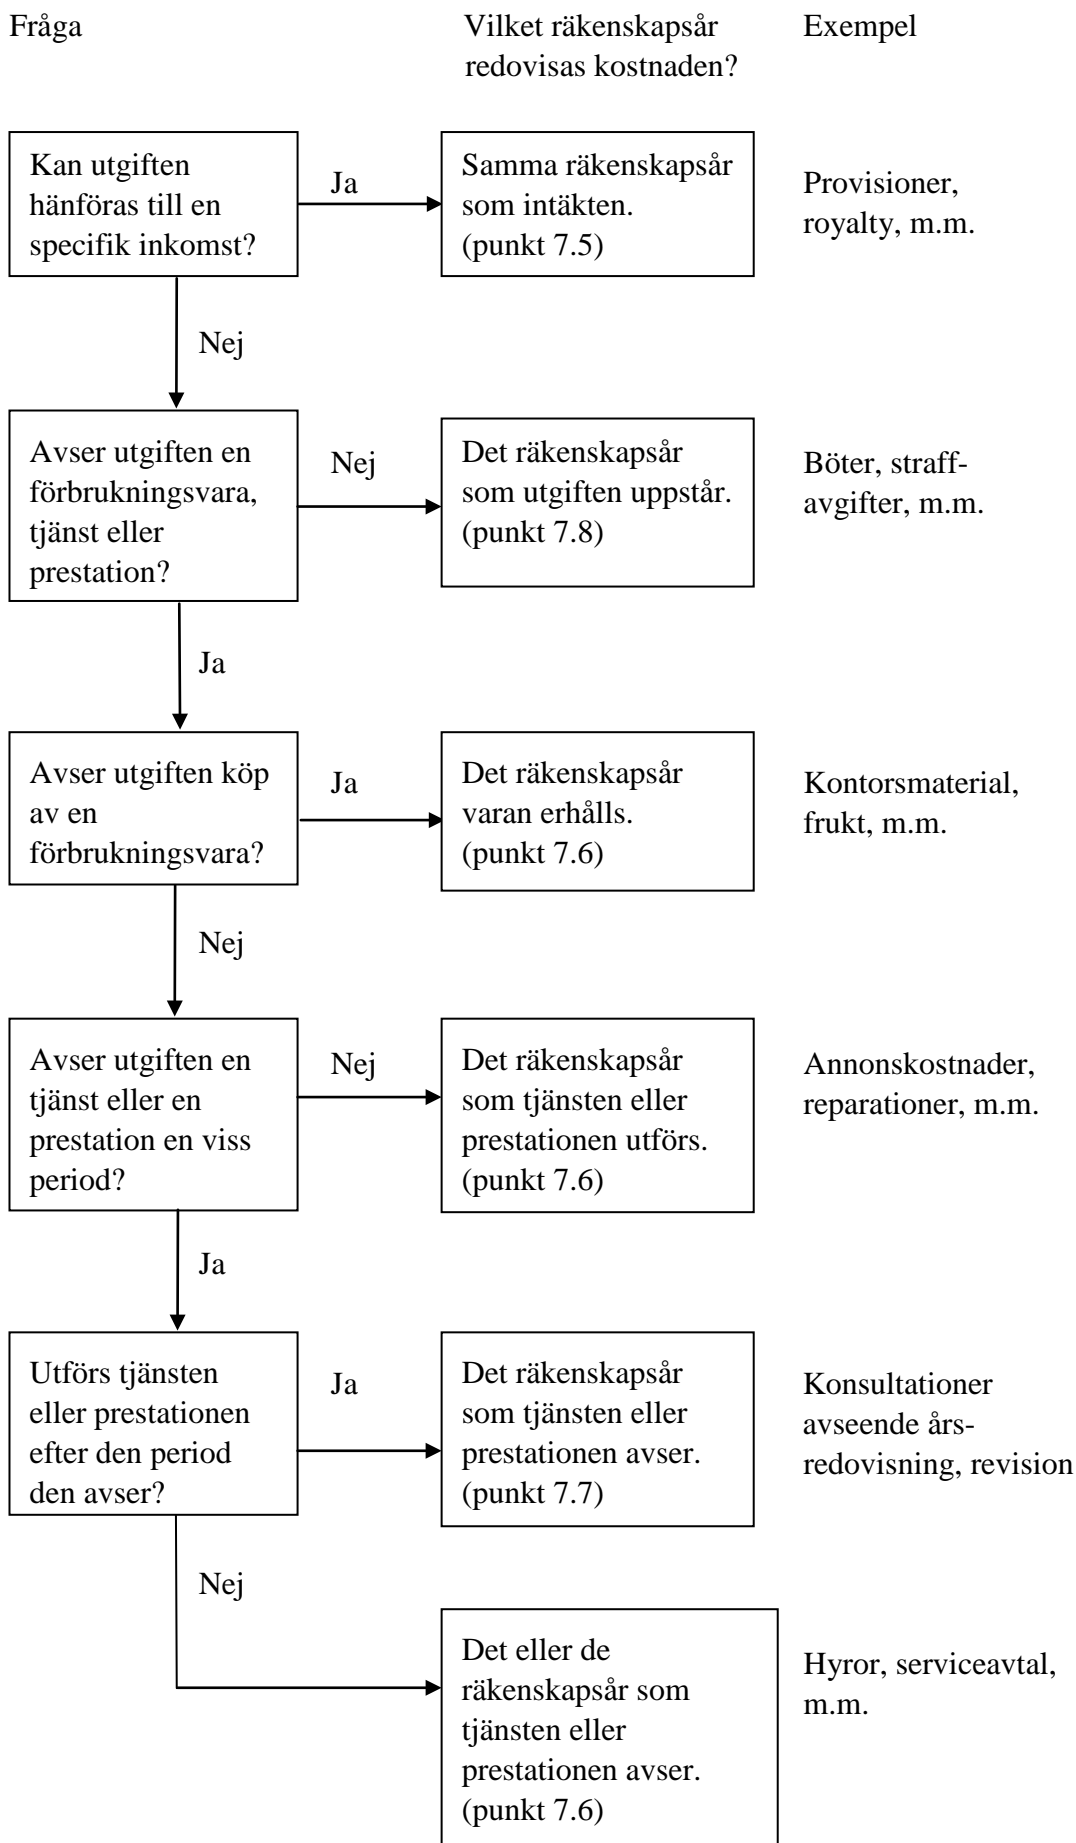 Fråga
Vilket räkenskapsår
redovisas kostnaden?
Exempel
Kan utgiften
hänföras till en
specifik inkomst?
Ja
Samma räkenskapsår
som intäkten.
(punkt 7.5)
Provisioner,
royalty, m.m.
Nej
Avser utgiften en
förbrukningsvara,
tjänst eller
prestation?
Nej
Det räkenskapsår
som utgiften uppstår.
(punkt 7.8)
Böter, straff-
avgifter, m.m.
Ja
Avser utgiften köp
av en
förbrukningsvara?
Ja
Det räkenskapsår
varan erhålls.
(punkt 7.6)
Kontorsmaterial,
frukt, m.m.
Nej
Avser utgiften en
tjänst eller en
prestation en viss
period?
Nej
Det räkenskapsår
som tjänsten eller
prestationen utförs.
(punkt 7.6)
Annonskostnader,
reparationer, m.m.
Ja
Utförs tjänsten
eller prestationen
efter den period
den avser?
Ja
Det räkenskapsår
som tjänsten eller
prestationen avser.
(punkt 7.7)
Konsultationer
avseende års-
redovisning, revision
Nej
Det eller de
räkenskapsår som
tjänsten eller
prestationen avser.
(punkt 7.6)
Hyror, serviceavtal,
m.m.